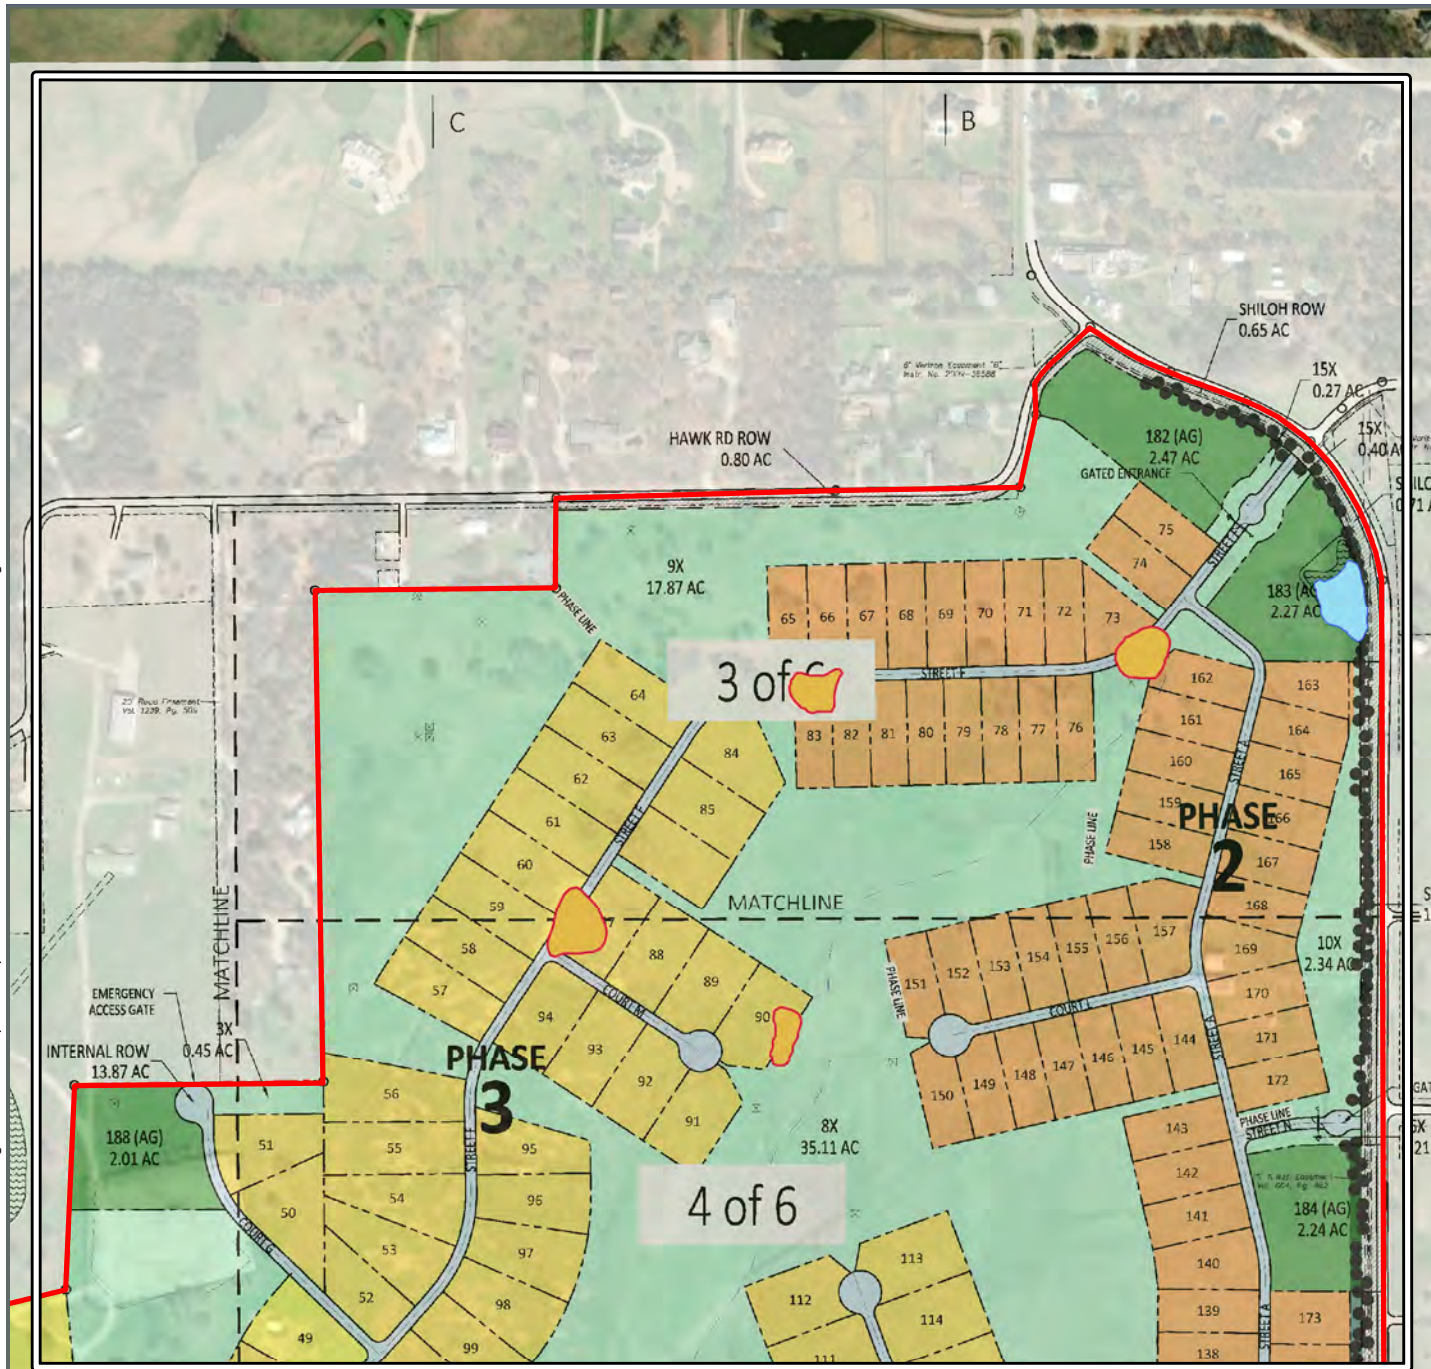 C
B
SHILOH ROW
0.65 AC
15X
0.27 AC
15X
0.40 A
HAWK RD ROW
0.80 AC
182 (AG)
2.47 AC
GATED ENTRANCE
STREET F
75
74
9X
17.87 AC
183 (AG
2.27 AC
PHASE LINE
65
66
67
68
69
70
71
72
73
3 of 6
STREET F
64
63
62
61
60
59
58
57
84
85
STREET F
83
82
81
80
79
78
77
76
162
161
160
159
158
163
164
165
166
167
168
STREET A
PHASE
2
PHASE LINE
MATCHLINE
MATCHLINE
88
89
90
94
93
92
91
COURT M
PHASE LINE
151
152
153
154
155
156
157
169
170
171
172
10X
2.34 AC
COURT L
STREET A
150
149
148
147
146
145
144
EMERGENCY
ACCESS GATE
3X
0.45 AC
INTERNAL ROW
13.87 AC
PHASE
3
188 (AG)
2.01 AC
51
50
56
55
54
53
52
49
COURT G
STREET F
95
96
97
98
99
8X
35.11 AC
4 of 6
PHASE LINE
STREET N
143
142
141
140
139
138
184 (AG)
2.24 AC
STREET A
173
112
111
113
114